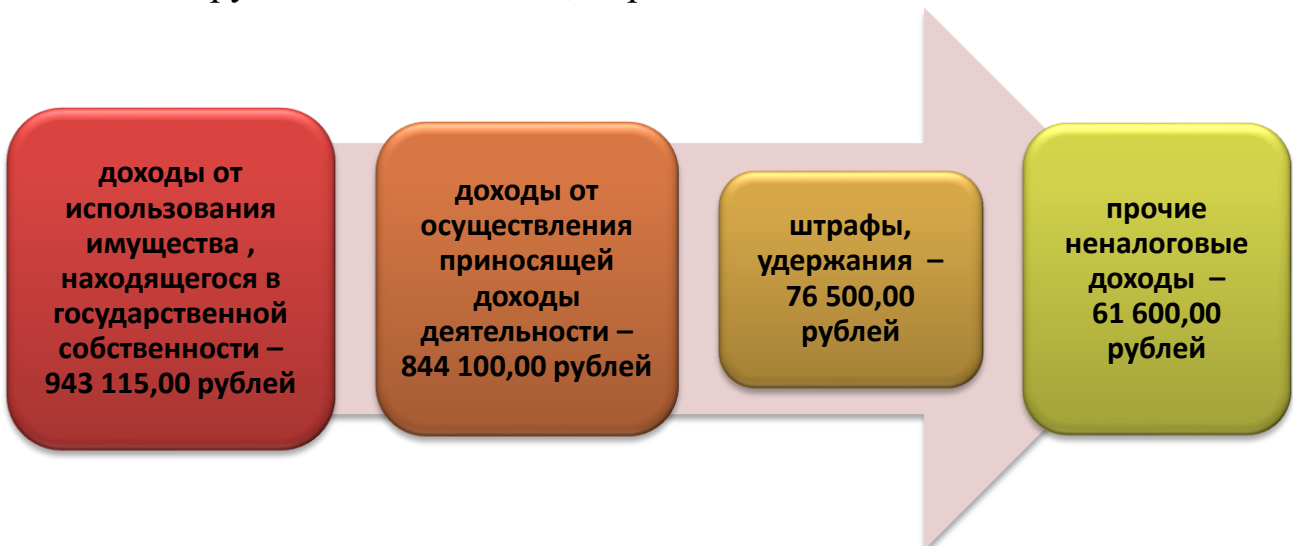 доходы от
использования
имущества ,
находящегося в
государственной
собственности –
943 115,00 рублей
доходы от
осуществления
приносящей
доходы
деятельности –
844 100,00 рублей
штрафы,
удержания –
76 500,00
рублей
прочие
неналоговые
доходы –
61 600,00
рублей